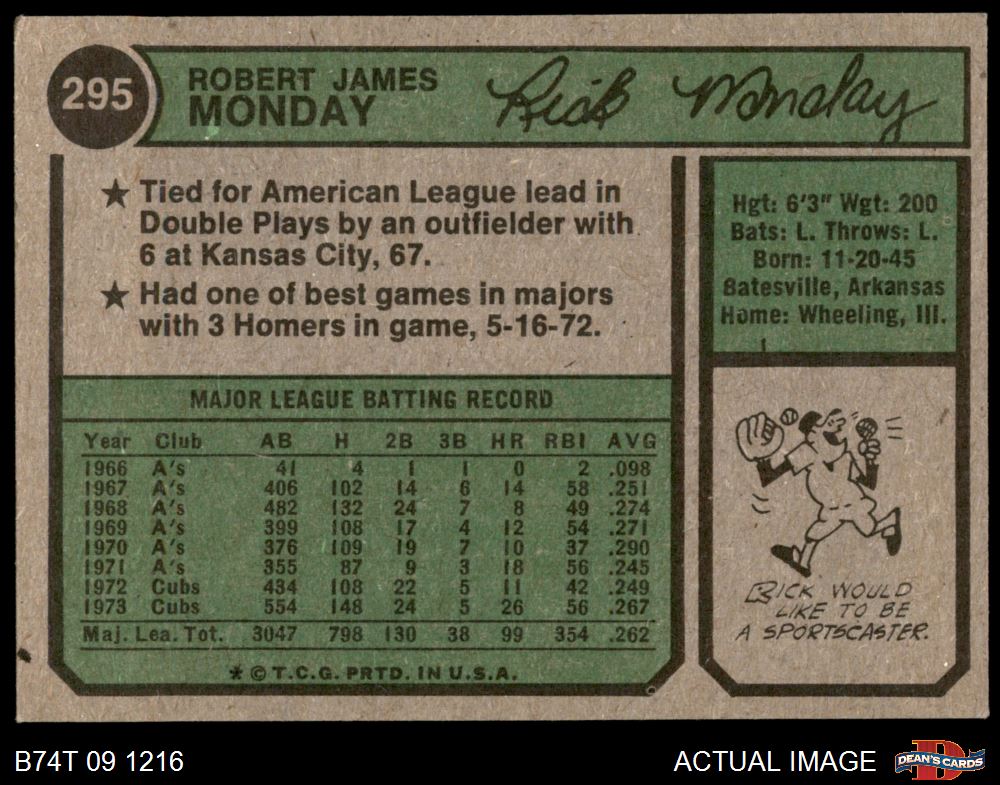 295
ROBERT JAMES
MONDAY
Rick Monday
★ Tied for American League lead in
Double Plays by an outfielder with
6 at Kansas City, 67.
★ Had one of best games in majors
with 3 Homers in game, 5-16-72.
Hgt: 6'3" Wgt: 200
Bats: L. Throws: L.
Born: 11-20-45
Batesville, Arkansas
Home: Wheeling, Ill.
MAJOR LEAGUE BATTING RECORD
Year Club AB H 2B 3B HR RBI AVG
1966 A's 41 4 1 1 0 2 .098
1967 A's 406 102 14 6 14 58 .251
1968 A's 482 132 24 7 8 49 .274
1969 A's 399 108 17 4 12 54 .271
1970 A's 376 109 19 7 10 37 .290
1971 A's 355 87 9 3 18 56 .245
1972 Cubs 434 108 22 5 11 42 .249
1973 Cubs 554 148 24 5 26 56 .267
Maj. Lea. Tot. 3047 798 130 38 99 354 .262
* © T.C.G. PRTD. IN U.S.A.
RICK WOULD
LIKE TO BE
A SPORTSCASTER.
B74T 09 1216
ACTUAL IMAGE
DEAN'S CARDS